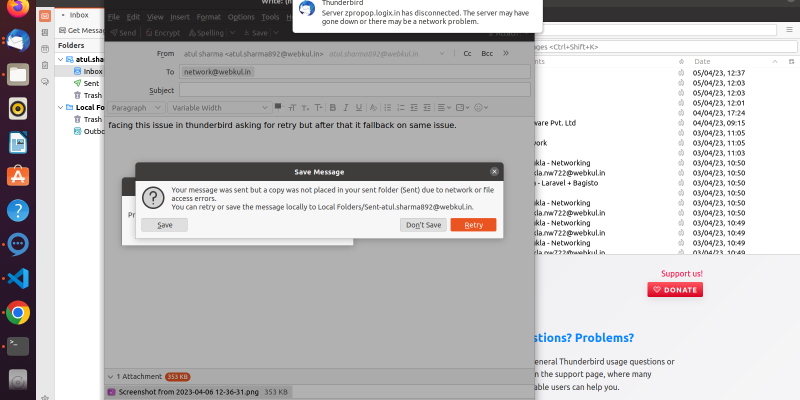 Inbox
Write: (n
Thunderbird
Server zpropop.logix.in has disconnected. The server may have
gone down or there may be a network problem.
File Edit View Insert Format Options Tools
Get Messag
Send Encrypt Spelling Save
Folders
From atul sharma <atul.sharma892@webkul.in> atul.sharma892@webkul.in Cc Bcc
ages <Ctrl+Shift+K>
atul.s
To network@webkul.in
Date
Inbox
Sent
Trash
Subject
Local Fo
Trash
Outbo
Paragraph Variable Width
facing this issue in thunderbird asking for retry but after that it fallback on same issue.
05/04/23, 12:37
05/04/23, 12:03
05/04/23, 12:03
05/04/23, 12:01
04/04/23, 17:24
ware Pvt. Ltd 04/04/23, 09:15
03/04/23, 11:05
work 03/04/23, 11:05
03/04/23, 11:03
ukla - Networking 03/04/23, 10:50
la.nw722@webkul.in 03/04/23, 10:50
a - Laravel + Bagisto 03/04/23, 10:50
ukla - Networking 03/04/23, 10:50
la.nw722@webkul.in 03/04/23, 10:50
ukla - Networking 03/04/23, 10:49
la.nw722@webkul.in 03/04/23, 10:49
ukla - Networking 03/04/23, 10:49
la.nw722@webkul.in 03/04/23, 10:49
Save Message
Your message was sent but a copy was not placed in your sent folder (Sent) due to network or file
access errors.
You can retry or save the message locally to Local Folders/Sent-atul.sharma892@webkul.in.
Save Don't Save Retry
Support us!
DONATE
stions? Problems?
eneral Thunderbird usage questions or
n the support page, where many
able users can help you.
1 Attachment 353 KB
Screenshot from 2023-04-06 12-36-31.png 353 KB